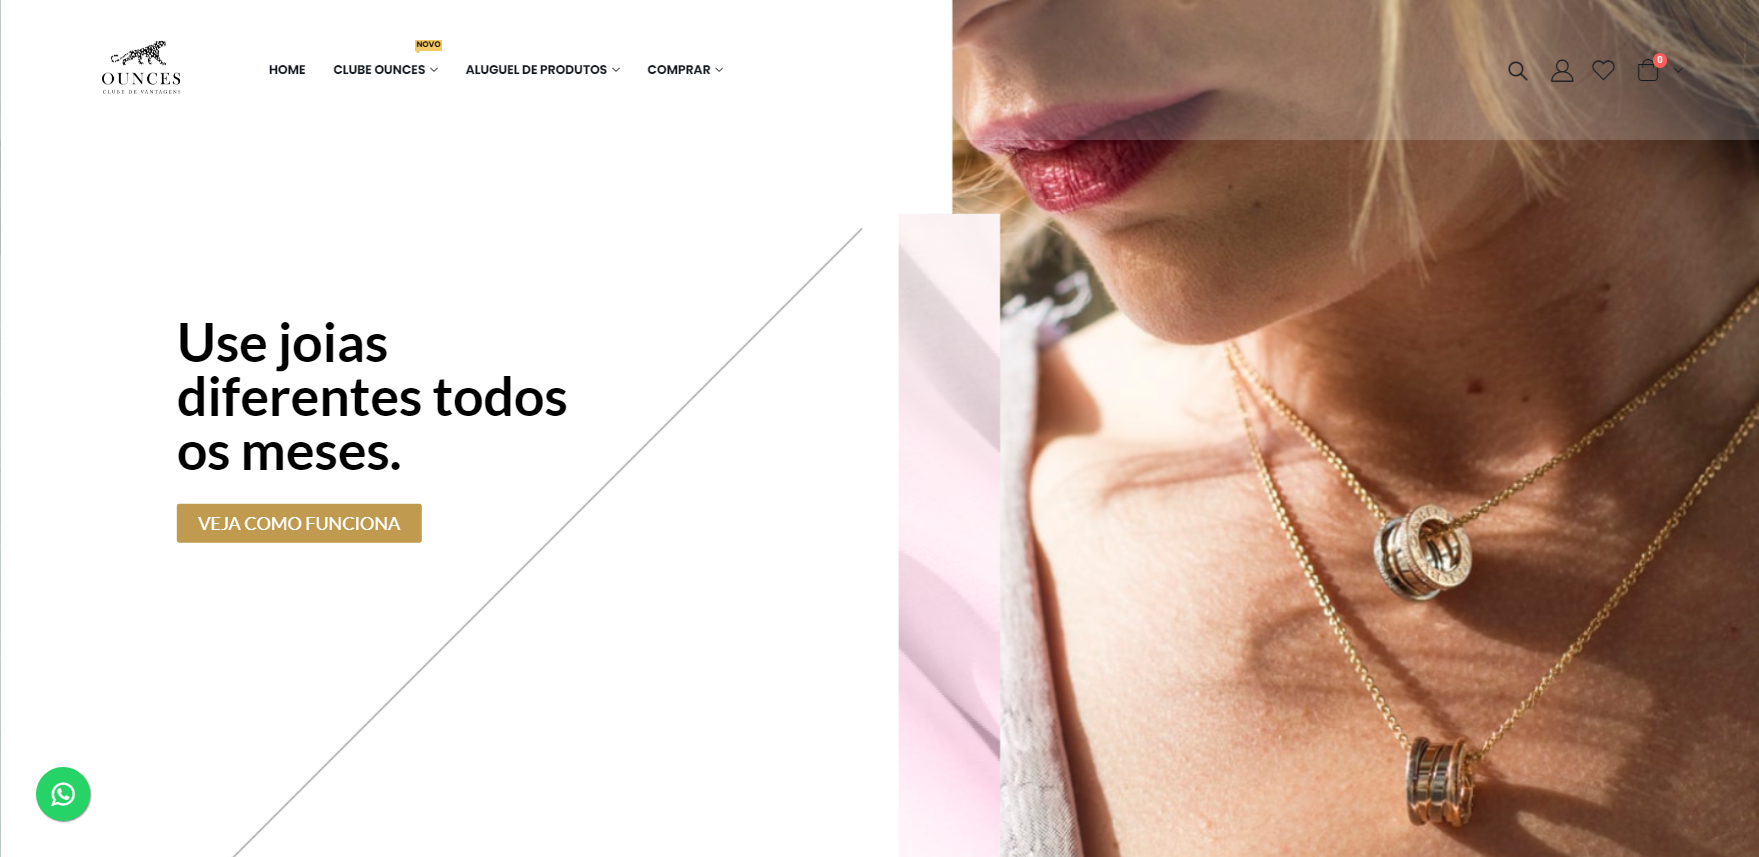 OUNCES
CLUBE DE VANTAGENS
NOVO
HOME
CLUBE OUNCES
ALUGUEL DE PRODUTOS
COMPRAR
0
Use joias
diferentes todos
os meses.
VEJA COMO FUNCIONA